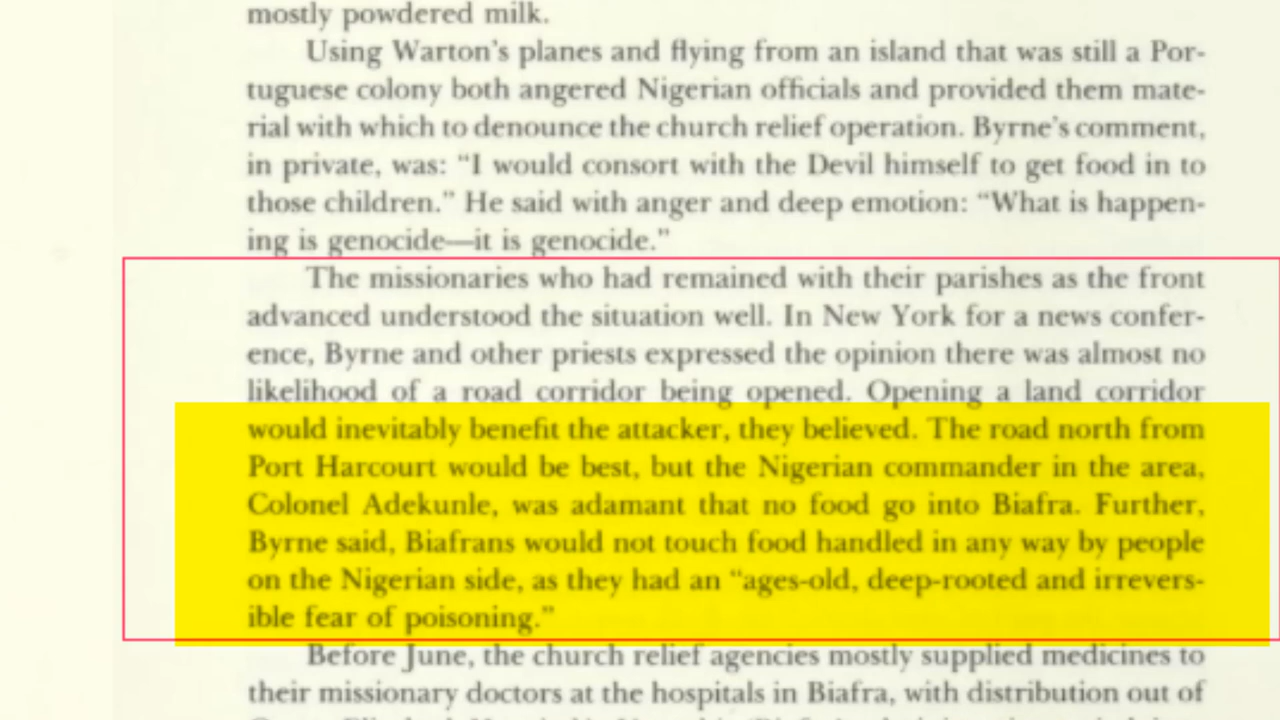 mostly powdered milk.
Using Warton's planes and flying from an island that was still a Por-
tuguese colony both angered Nigerian officials and provided them mate-
rial with which to denounce the church relief operation. Byrne's comment,
in private, was: “I would consort with the Devil himself to get food in to
those children.” He said with anger and deep emotion: “What is happen-
ing is genocide—it is genocide.”
The missionaries who had remained with their parishes as the front
advanced understood the situation well. In New York for a news confer-
ence, Byrne and other priests expressed the opinion there was almost no
likelihood of a road corridor being opened. Opening a land corridor
would inevitably benefit the attacker, they believed. The road north from
Port Harcourt would be best, but the Nigerian commander in the area,
Colonel Adekunle, was adamant that no food go into Biafra. Further,
Byrne said, Biafrans would not touch food handled in any way by people
on the Nigerian side, as they had an “ages-old, deep-rooted and irrevers-
ible fear of poisoning.”
Before June, the church relief agencies mostly supplied medicines to
their missionary doctors at the hospitals in Biafra, with distribution out of